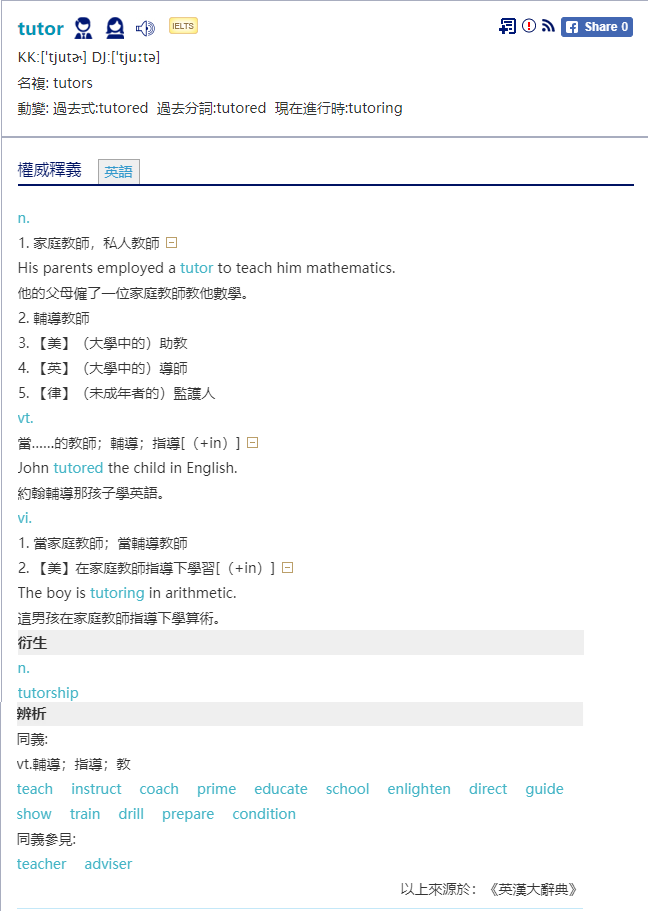 tutor IELTS Share 0
KK:[ˈtjutɚ] DJ:[ˈtjuːtə]
名複: tutors
動變: 過去式:tutored 過去分詞:tutored 現在進行時:tutoring
權威釋義 英語
n.
1. 家庭教師，私人教師
His parents employed a tutor to teach him mathematics.
他的父母僱了一位家庭教師教他數學。
2. 輔導教師
3. 【美】（大學中的）助教
4. 【英】（大學中的）導師
5. 【律】（未成年者的）監護人
vt.
當……的教師；輔導；指導[（+in）]
John tutored the child in English.
約翰輔導那孩子學英語。
vi.
1. 當家庭教師；當輔導教師
2. 【美】在家庭教師指導下學習[（+in）]
The boy is tutoring in arithmetic.
這男孩在家庭教師指導下學算術。
衍生
n.
tutorship
辨析
同義:
vt.輔導；指導；教
teach instruct coach prime educate school enlighten direct guide
show train drill prepare condition
同義參見:
teacher adviser
以上來源於：《英漢大辭典》